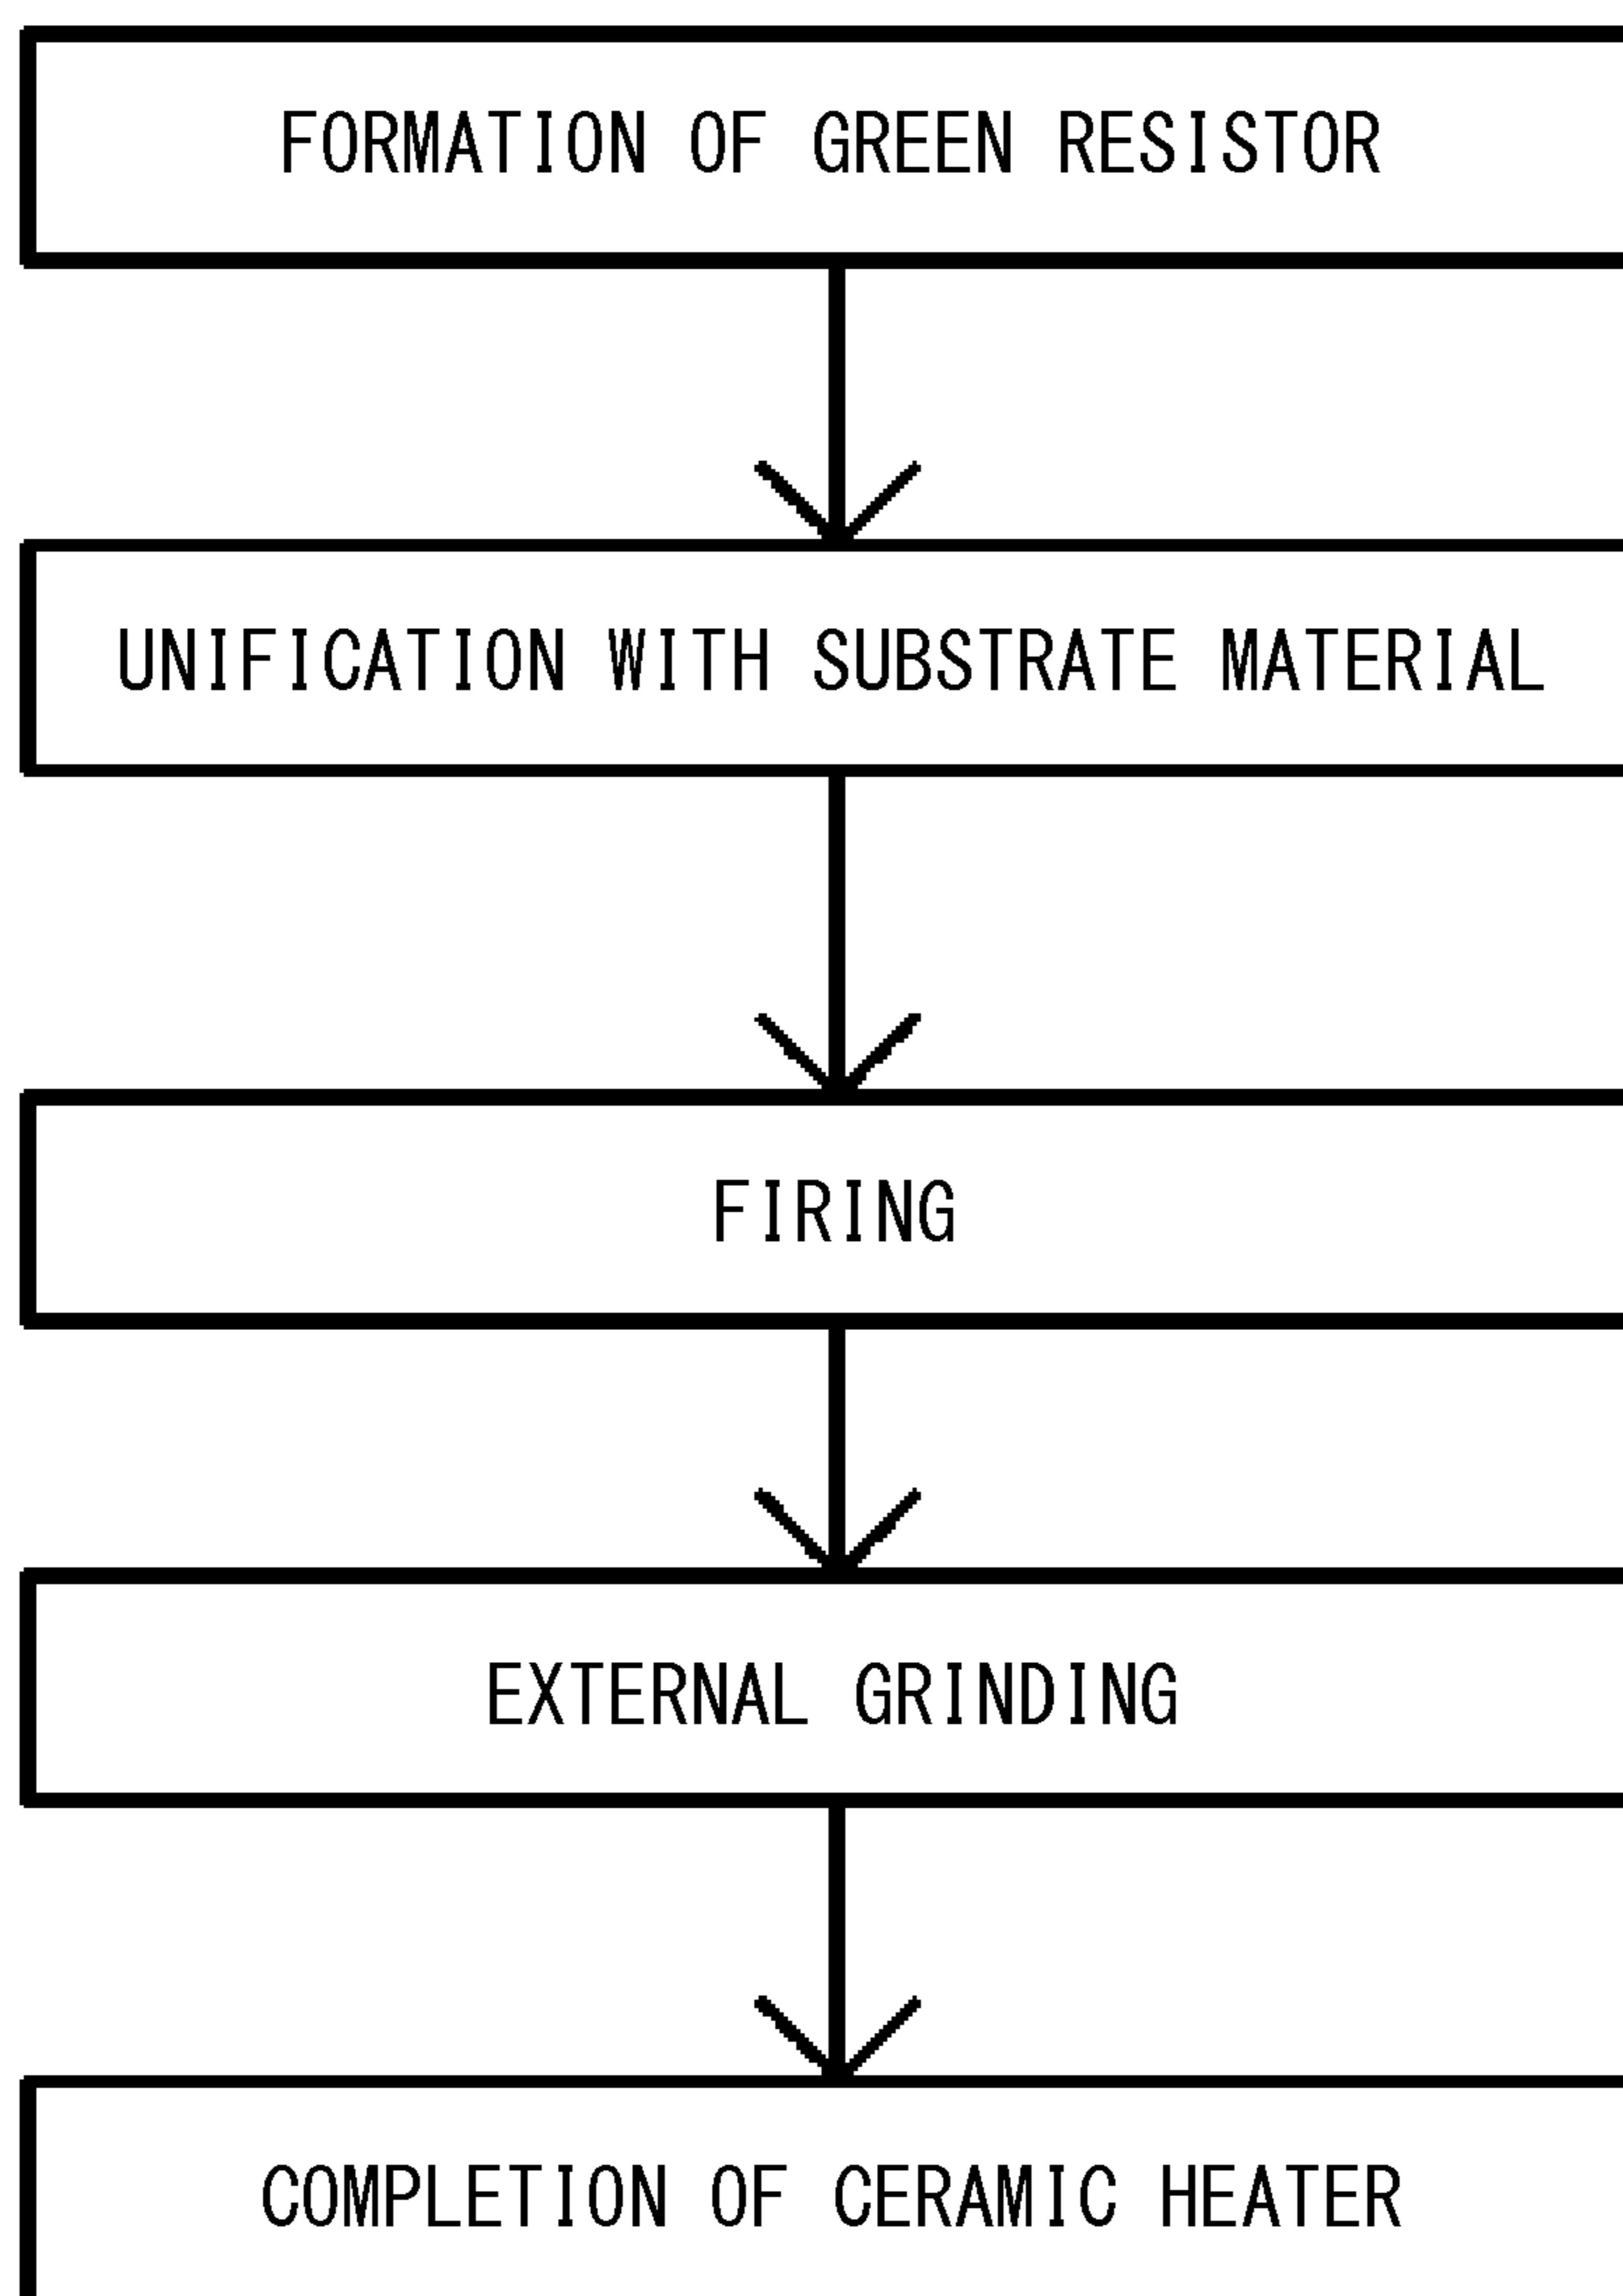 FORMATION OF GREEN RESISTOR
UNIFICATION WITH SUBSTRATE MATERIAL
FIRING
EXTERNAL GRINDING
COMPLETION OF CERAMIC HEATER